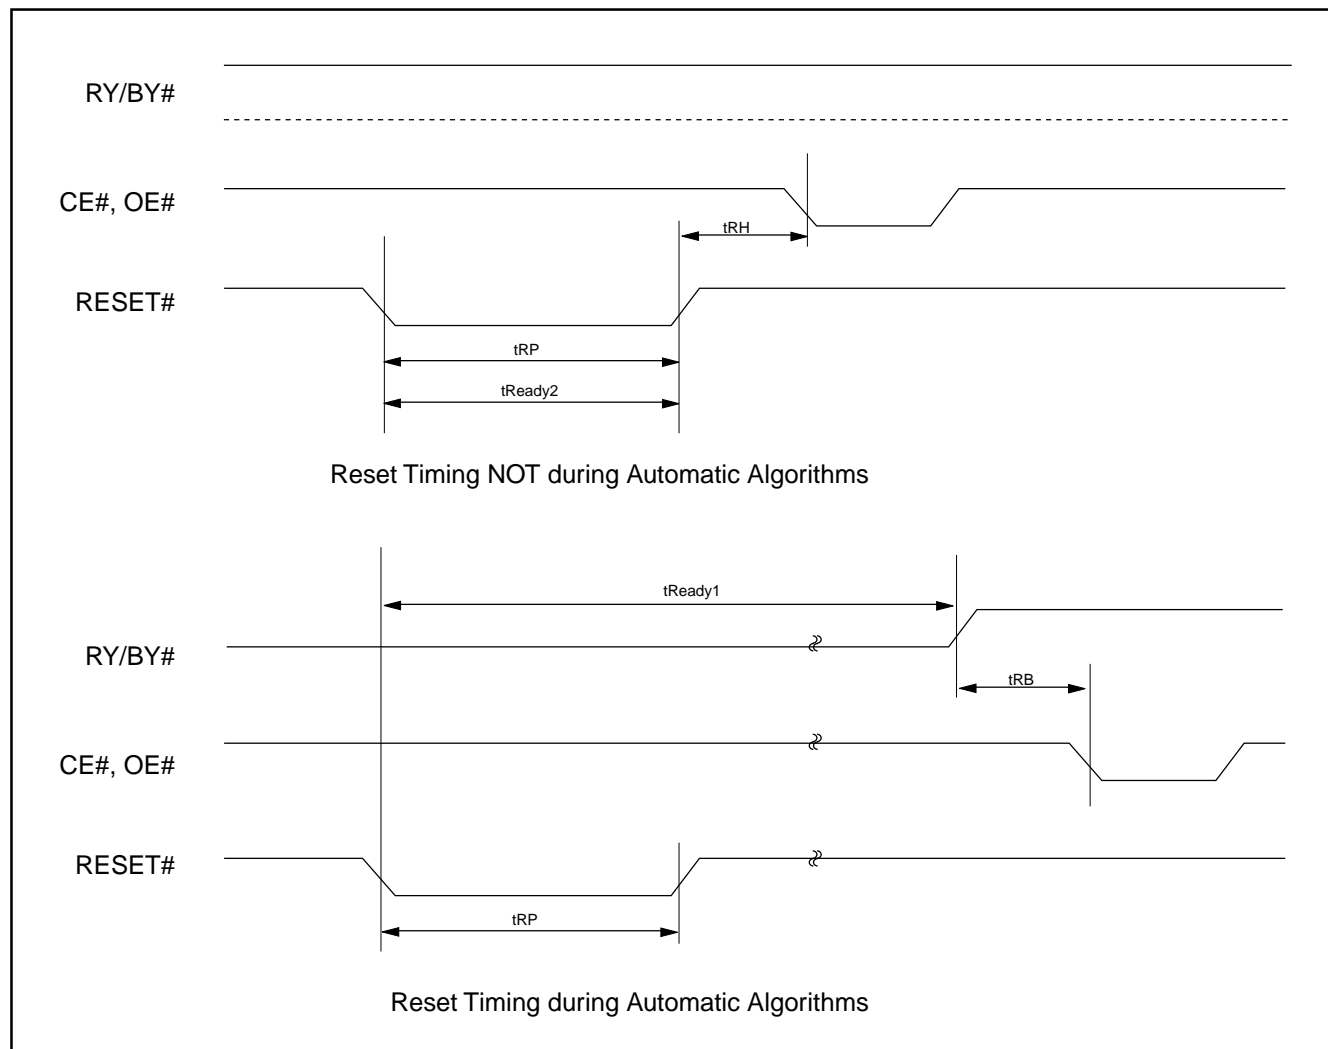 RY/BY#
CE#, OE#
tRH
RESET#
tRP
tReady2
Reset Timing NOT during Automatic Algorithms
tReady1
RY/BY#
tRB
CE#, OE#
RESET#
tRP
Reset Timing during Automatic Algorithms